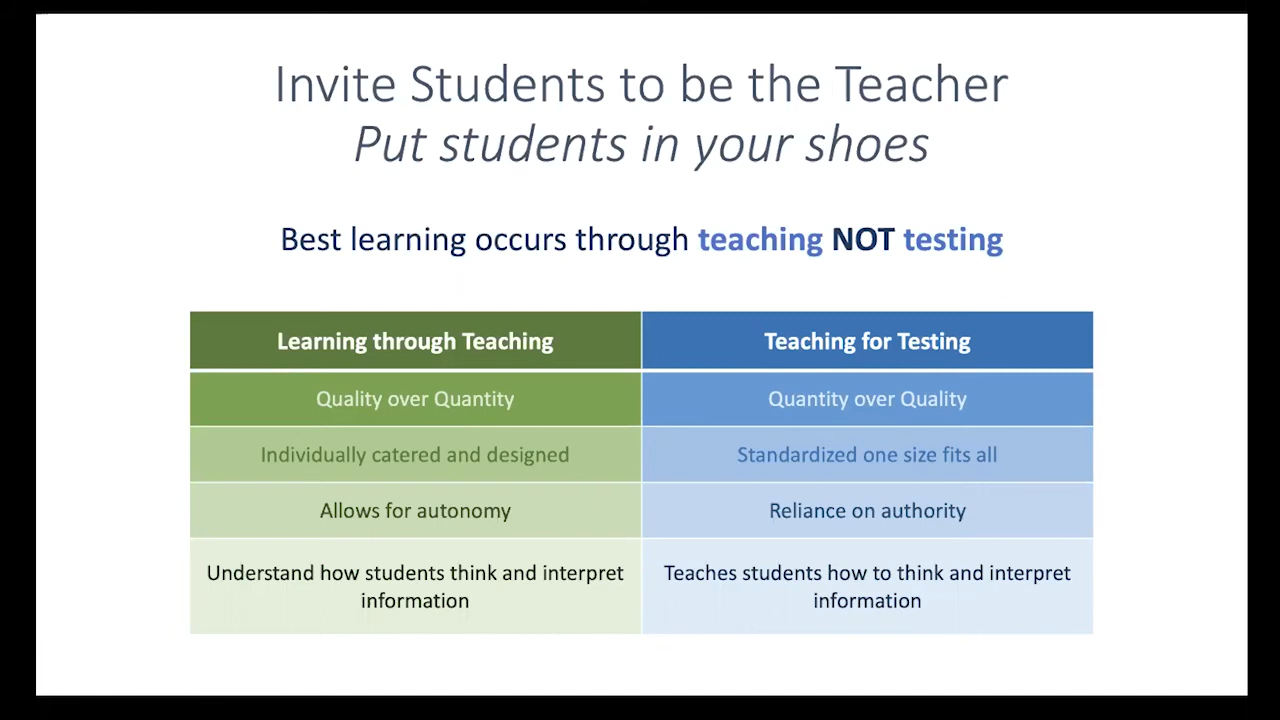 Invite Students to be the Teacher
Put students in your shoes
Best learning occurs through teaching NOT testing
Learning through Teaching
Teaching for Testing
Quality over Quantity
Quantity over Quality
Individually catered and designed
Standardized one size fits all
Allows for autonomy
Reliance on authority
Understand how students think and interpret
information
Teaches students how to think and interpret
information